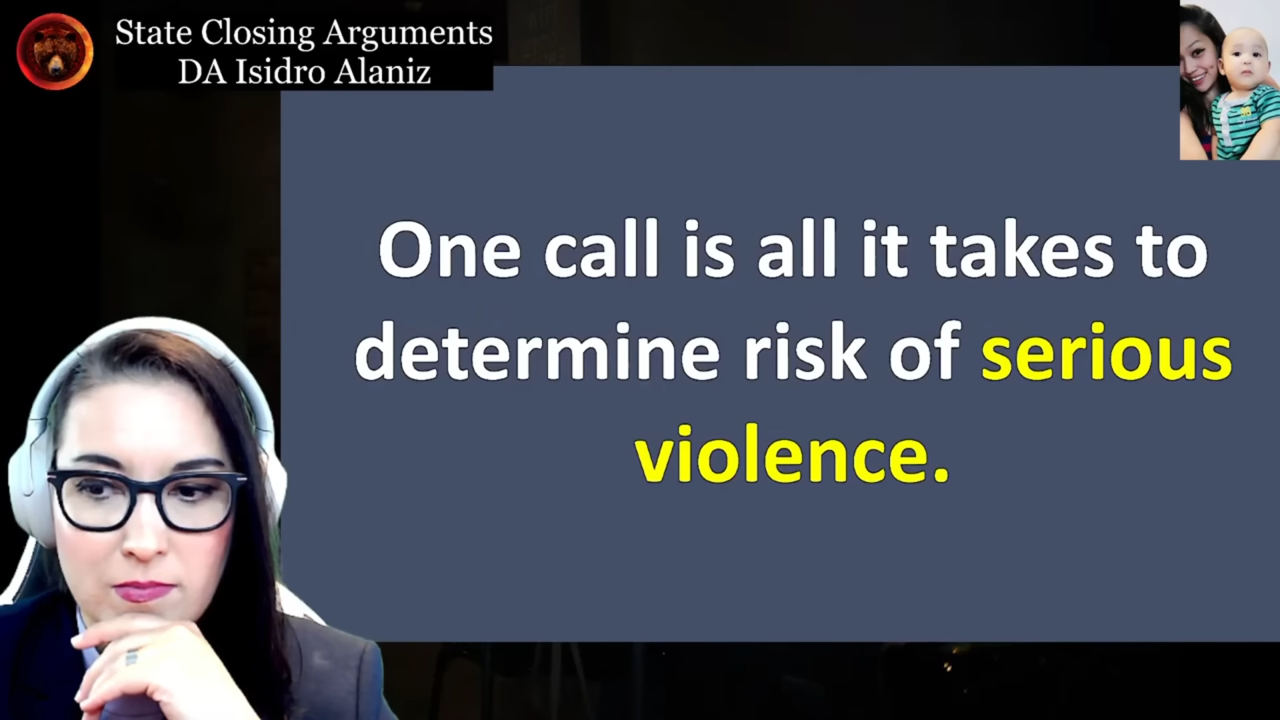 State Closing Arguments
DA Isidro Alaniz
One call is all it takes to
determine risk of serious
violence.